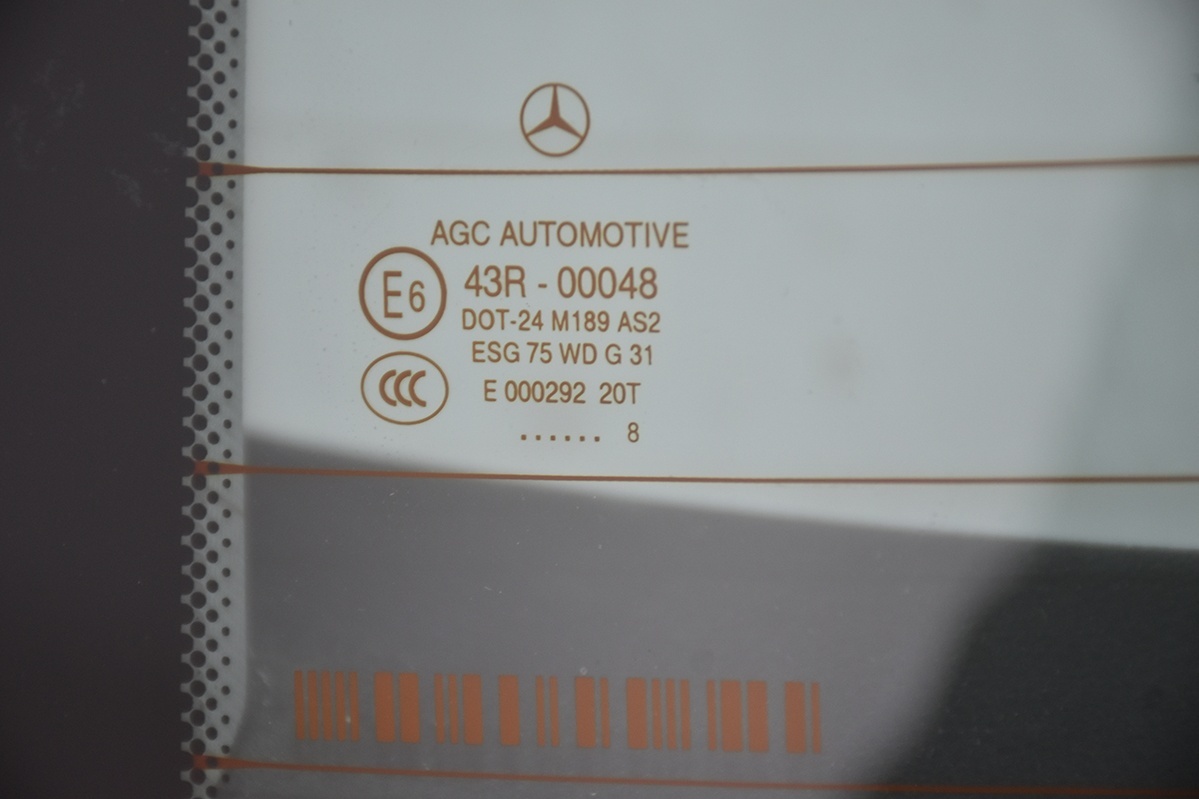 AGC AUTOMOTIVE
E6 43R - 00048
DOT-24 M189 AS2
ESG 75 WD G 31
CCC
E 000292 20T
...... 8